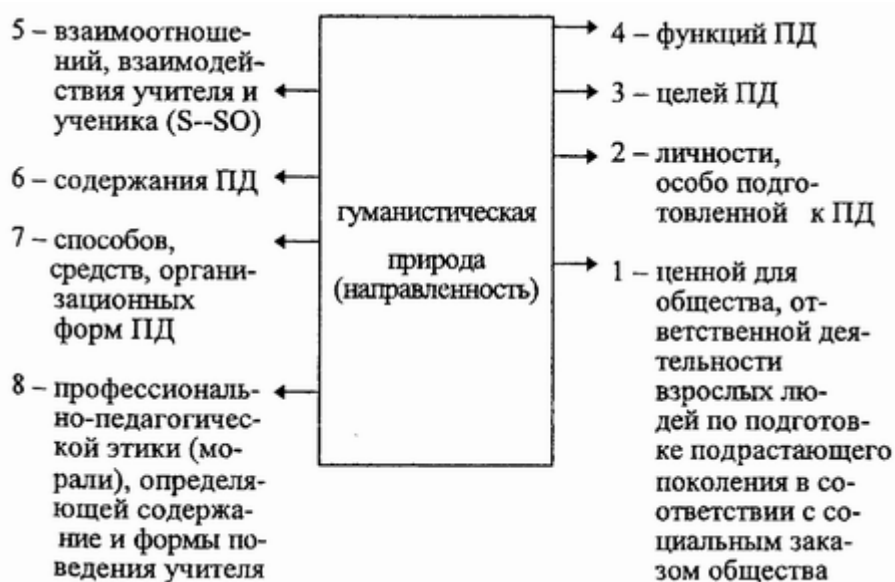 5 – взаимоотноше-
ний, взаимодей-
ствия учителя и
ученика (S--SO)
6 – содержания ПД
7 – способов,
средств, органи-
зационных
форм ПД
8 – профессиональ-
но-педагогичес-
кой этики (мо-
рали), определя-
ющей содержа-
ние и формы по-
ведения учителя
гуманистическая
природа
(направленность)
4 – функций ПД
3 – целей ПД
2 – личности,
особо подго-
товленной к ПД
1 – ценной для
общества, от-
ветственной дея-
тельности
взрослых лю-
дей по подготов-
ке подрастающего
поколения в со-
ответствии с со-
циальным зака-
зом общества